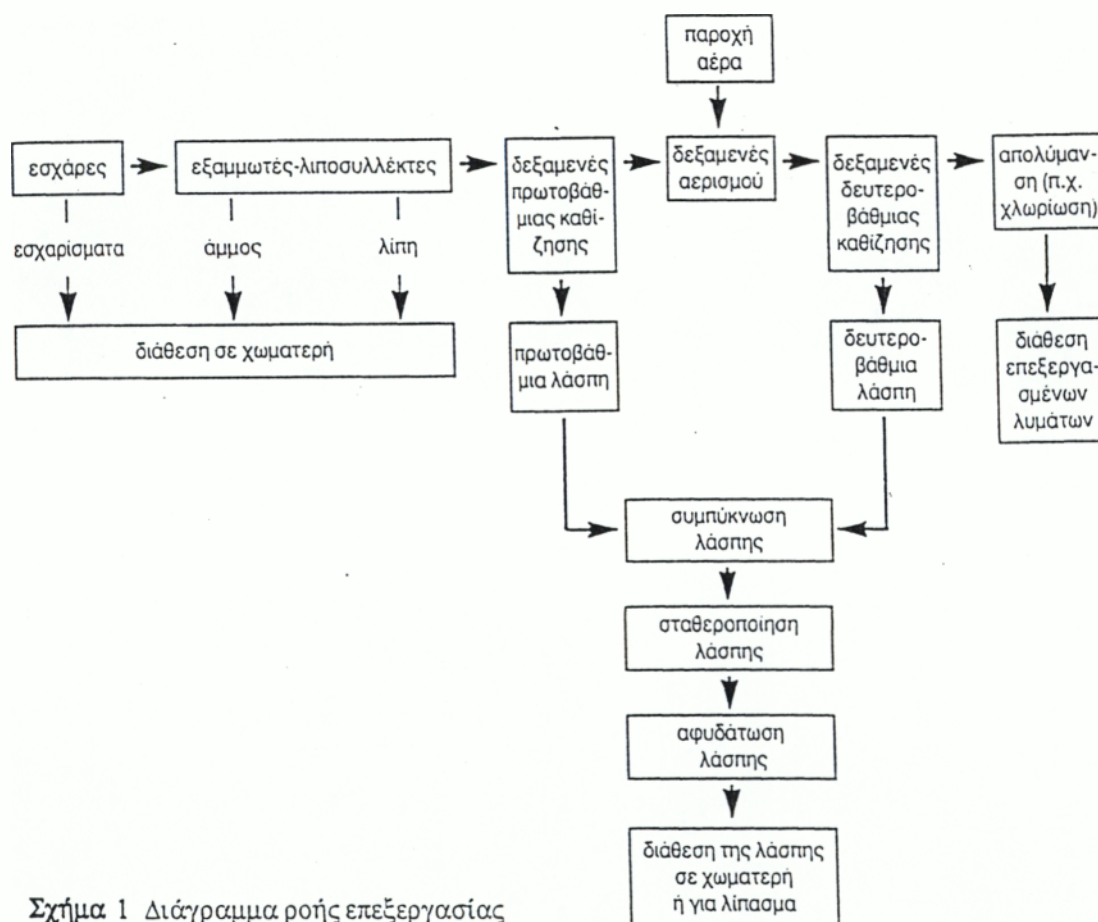 παροχή
αέρα
εσχάρες
εξαμμωτές-λιποσυλλέκτες
δεξαμενές
πρωτοβάθ-
μιας καθί-
ζησης
δεξαμενές
αερισμού
δεξαμενές
δευτερο-
βάθμιας
καθίζησης
απολύμαν-
ση (π.χ.
χλωρίωση)
εσχαρίσματα
άμμος
λίπη
διάθεση σε χωματερή
πρωτοβάθ-
μια λάσπη
δευτερο-
βάθμια
λάσπη
διάθεση
επεξεργα-
σμένων
λυμάτων
συμπύκνωση
λάσπης
σταθεροποίηση
λάσπης
αφυδάτωση
λάσπης
διάθεση της λάσπης
σε χωματερή
ή για λίπασμα
Σχήμα 1 Διάγραμμα ροής επεξεργασίας